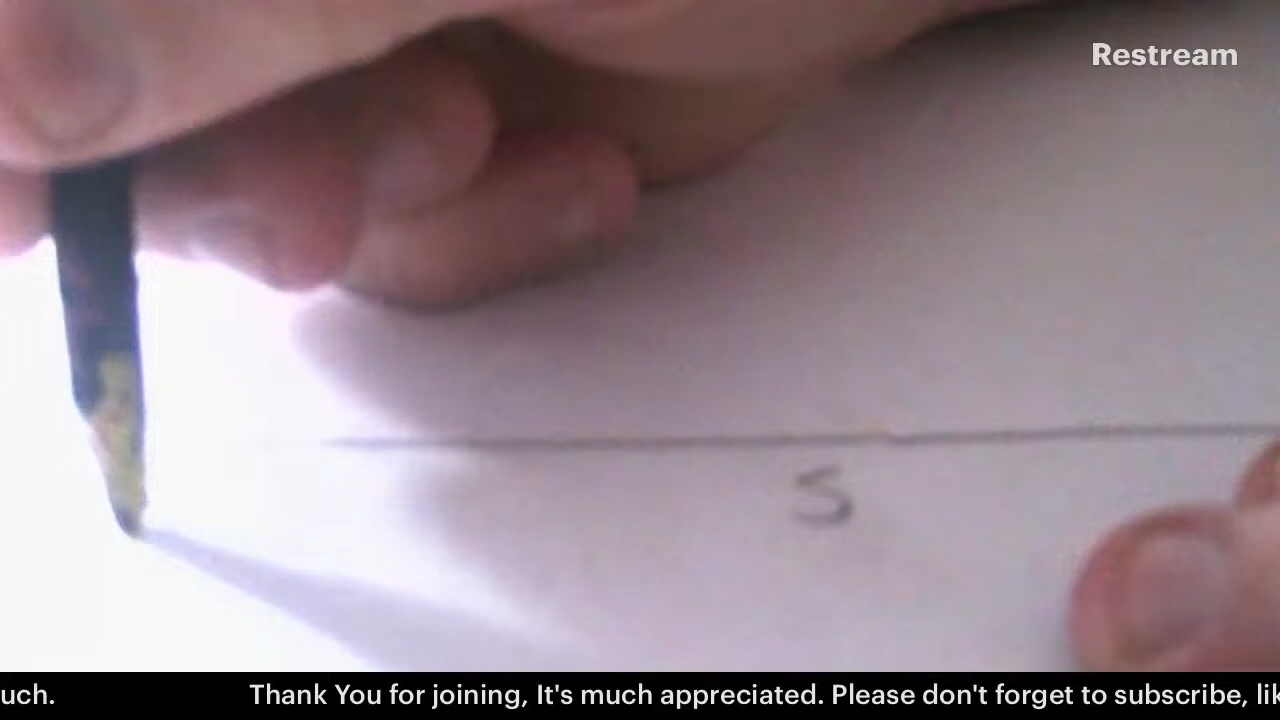 Restream
S
uch. Thank You for joining, It's much appreciated. Please don't forget to subscribe, lik